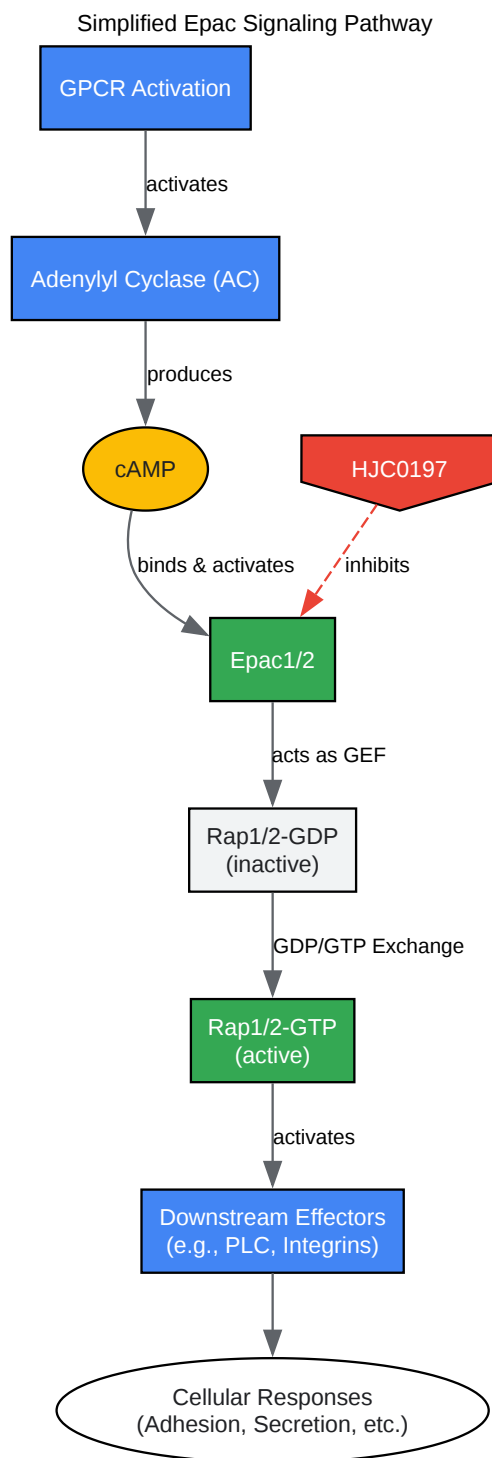 Simplified Epac Signaling Pathway
GPCR Activation
activates
Adenylyl Cyclase (AC)
produces
cAMP
HJC0197
binds & activates
inhibits
Epac1/2
acts as GEF
Rap1/2-GDP
(inactive)
GDP/GTP Exchange
Rap1/2-GTP
(active)
activates
Downstream Effectors
(e.g., PLC, Integrins)
Cellular Responses
(Adhesion, Secretion, etc.)